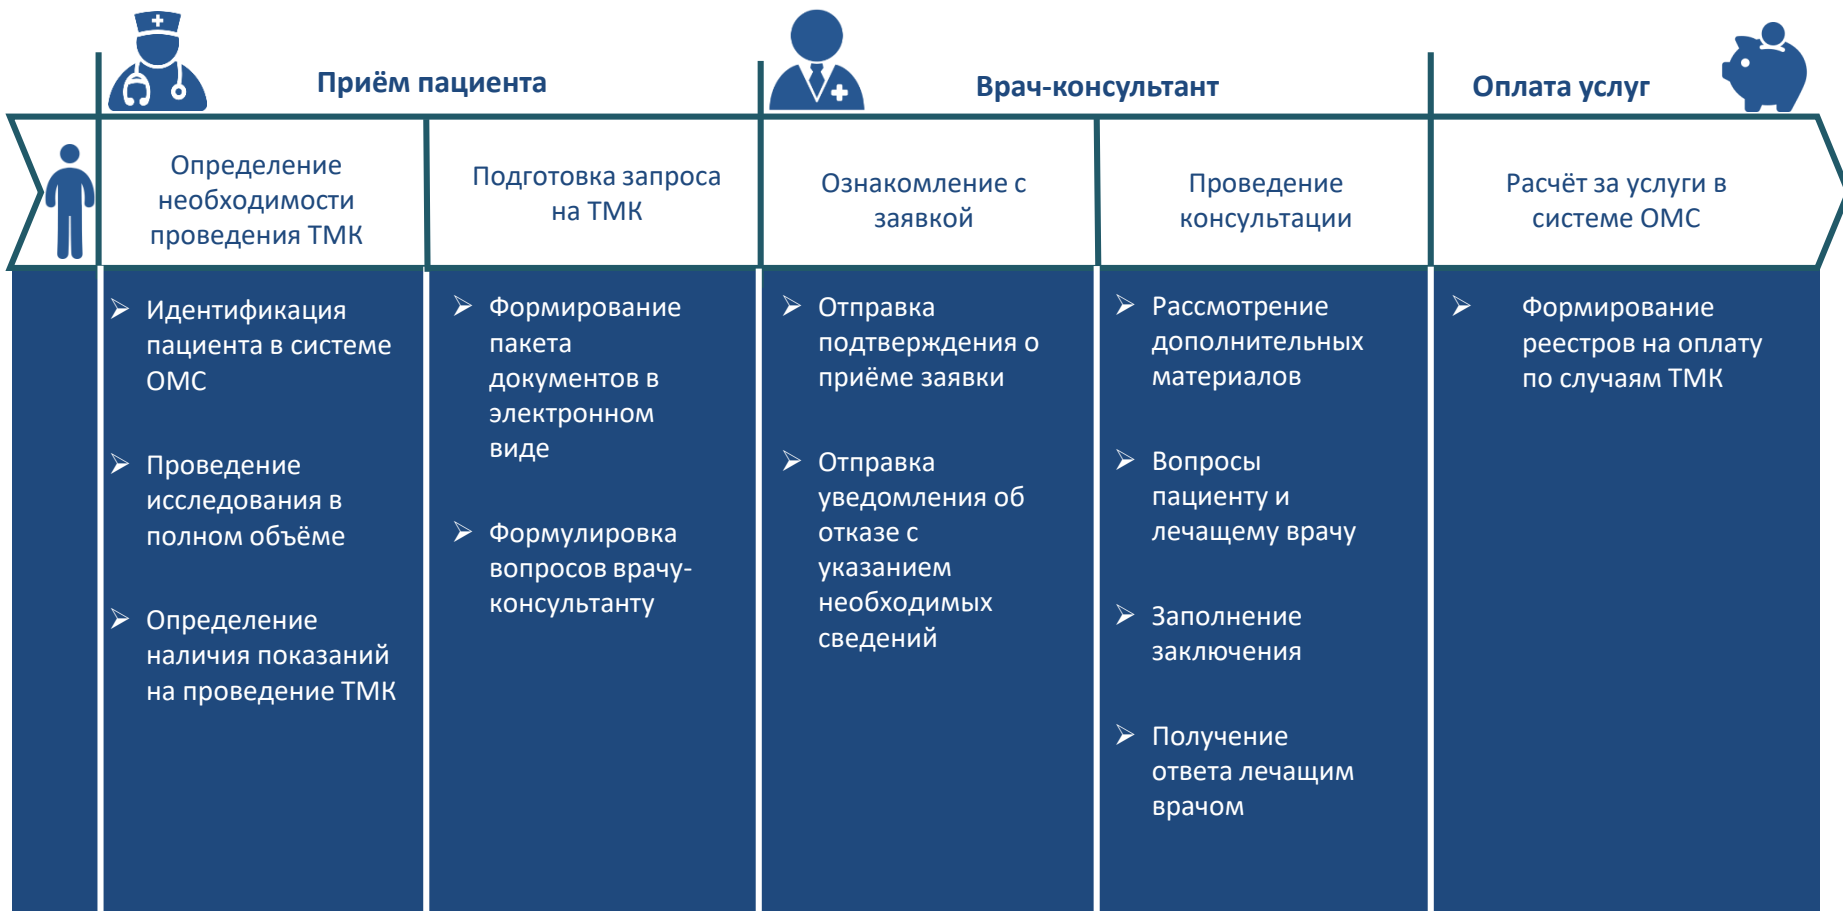 Приём пациента
Врач-консультант
Оплата услуг
Определение
необходимости
проведения ТМК
Подготовка запроса
на ТМК
Ознакомление с
заявкой
Проведение
консультации
Расчёт за услуги в
системе ОМС
Идентификация
пациента в системе
ОМС
Проведение
исследования в
полном объёме
Определение
наличия показаний
на проведение ТМК
Формирование
пакета
документов в
электронном
виде
Формулировка
вопросов врачу-
консультанту
Отправка
подтверждения о
приёме заявки
Отправка
уведомления об
отказе с
указанием
необходимых
сведений
Рассмотрение
дополнительных
материалов
Вопросы
пациенту и
лечащему врачу
Заполнение
заключения
Получение
ответа лечащим
врачом
Формирование
реестров на оплату
по случаям ТМК